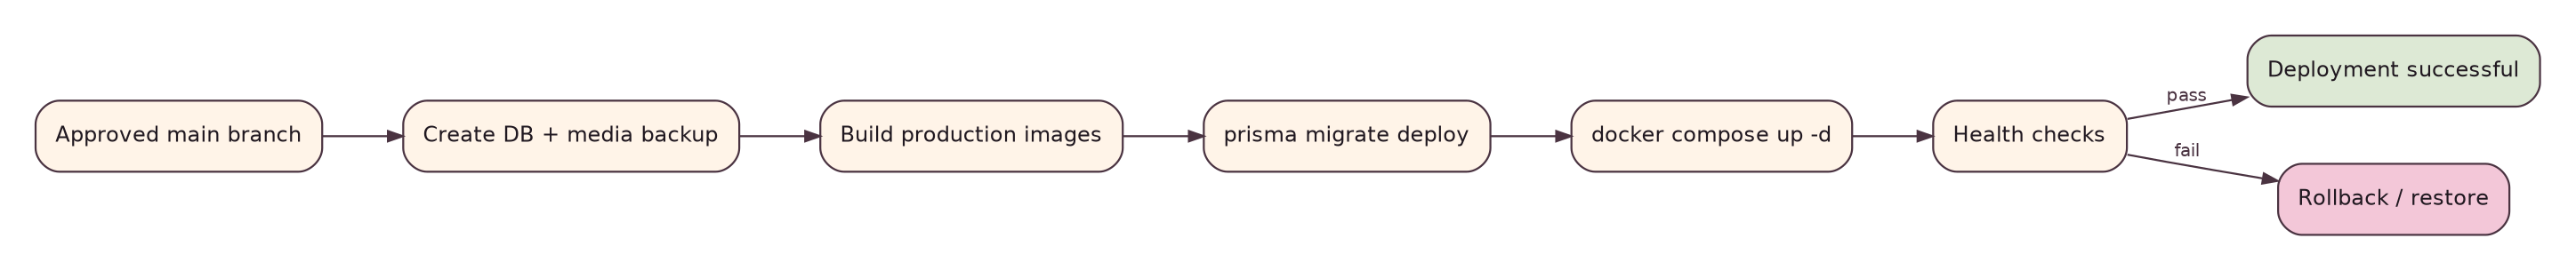 Approved main branch
Create DB + media backup
Build production images
prisma migrate deploy
docker compose up -d
Health checks
pass
Deployment successful
fail
Rollback / restore